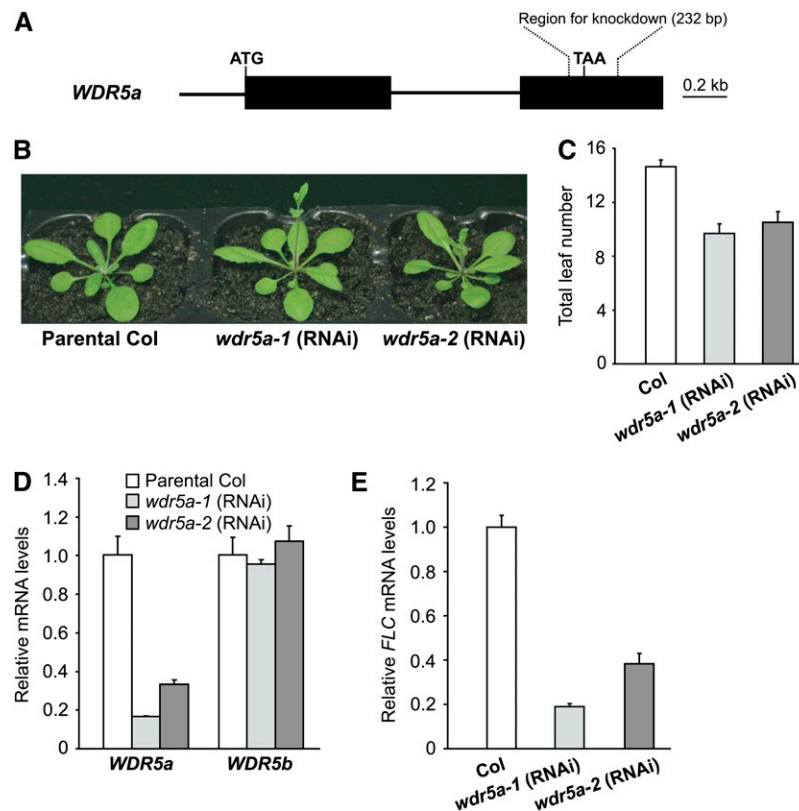 A
Region for knockdown (232 bp)
ATG
TAA
WDR5a
0.2 kb
B
Parental Col
wdr5a-1 (RNAi)
wdr5a-2 (RNAi)
C
Total leaf number
16
12
8
4
0
Col
wdr5a-1 (RNAi)
wdr5a-2 (RNAi)
D
Parental Col
wdr5a-1 (RNAi)
wdr5a-2 (RNAi)
Relative mRNA levels
1.4
1.2
1.0
0.8
0.6
0.4
0.2
0
WDR5a
WDR5b
E
Relative FLC mRNA levels
1.2
1.0
0.8
0.6
0.4
0.2
0
Col
wdr5a-1 (RNAi)
wdr5a-2 (RNAi)